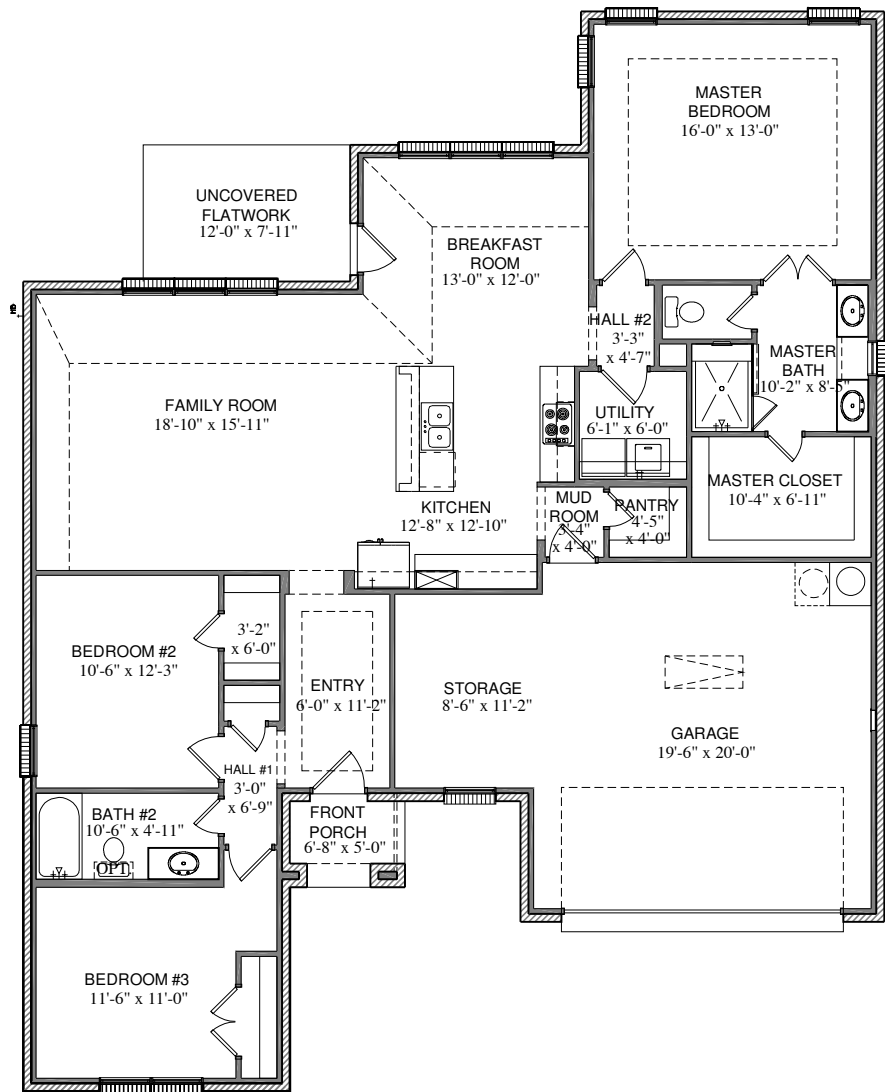 MASTER
BEDROOM
16'-0" x 13'-0"
UNCOVERED
FLATWORK
12'-0" x 7'-11"
BREAKFAST
ROOM
13'-0" x 12'-0"
HALL #2
3'-3"
x 4'-7"
MASTER
BATH
10'-2" x 8'-5"
FAMILY ROOM
18'-10" x 15'-11"
UTILITY
6'-1" x 6'-0"
MASTER CLOSET
10'-4" x 6'-11"
KITCHEN
12'-8" x 12'-10"
MUD
ROOM
5'-4"
x 4'-0"
PANTRY
4'-5"
x 4'-0"
BEDROOM #2
10'-6" x 12'-3"
3'-2"
x 6'-0"
ENTRY
6'-0" x 11'-2"
STORAGE
8'-6" x 11'-2"
GARAGE
19'-6" x 20'-0"
HALL #1
3'-0"
x 6'-9"
BATH #2
10'-6" x 4'-11"
OPT.
FRONT
PORCH
6'-8" x 5'-0"
BEDROOM #3
11'-6" x 11'-0"